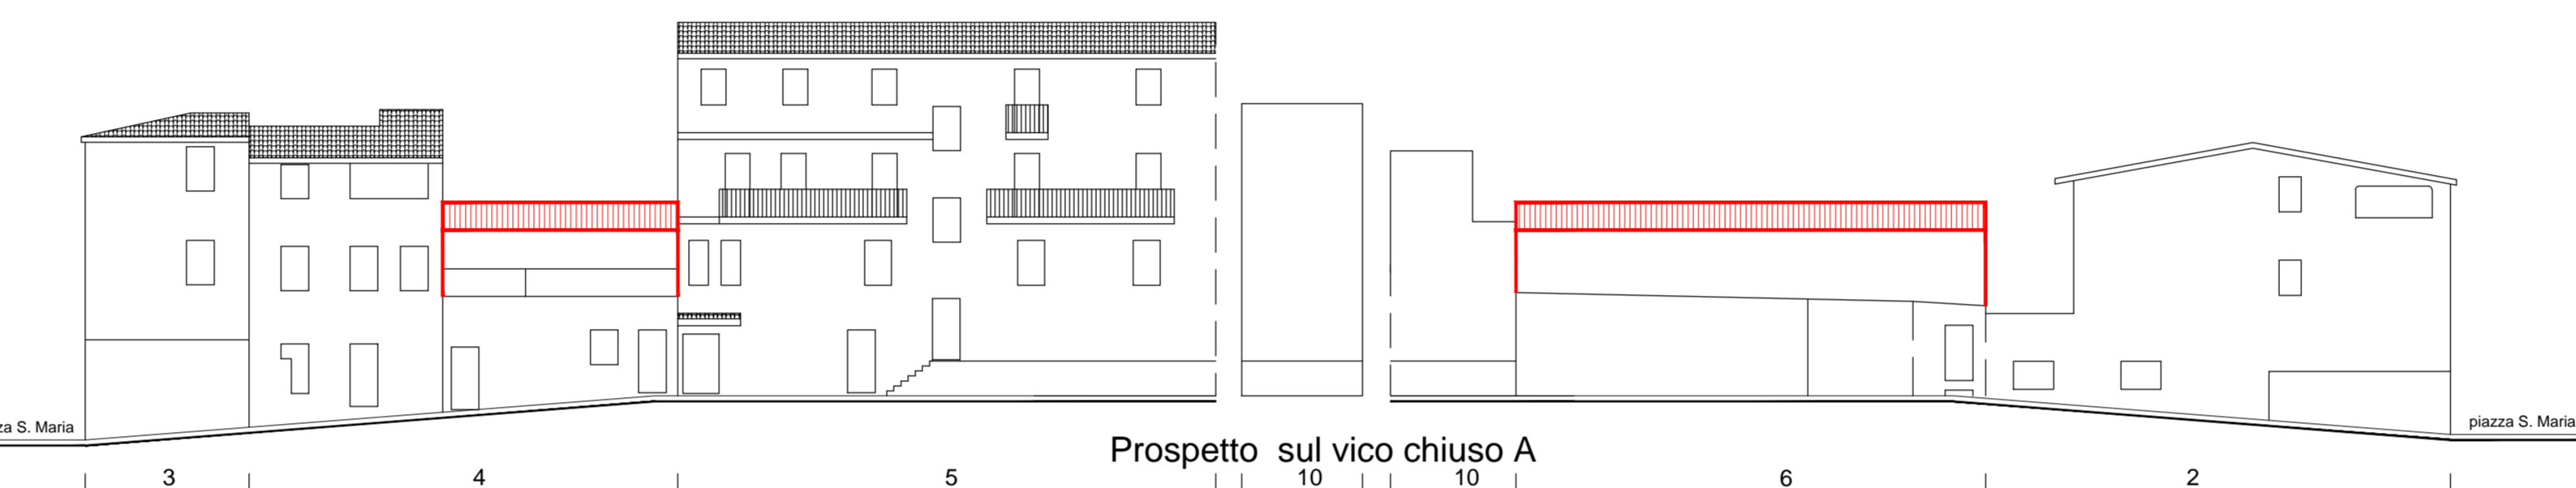 za S. Maria
piazza S. Maria
Prospetto sul vico chiuso A
3 4 5 10 10 6 2